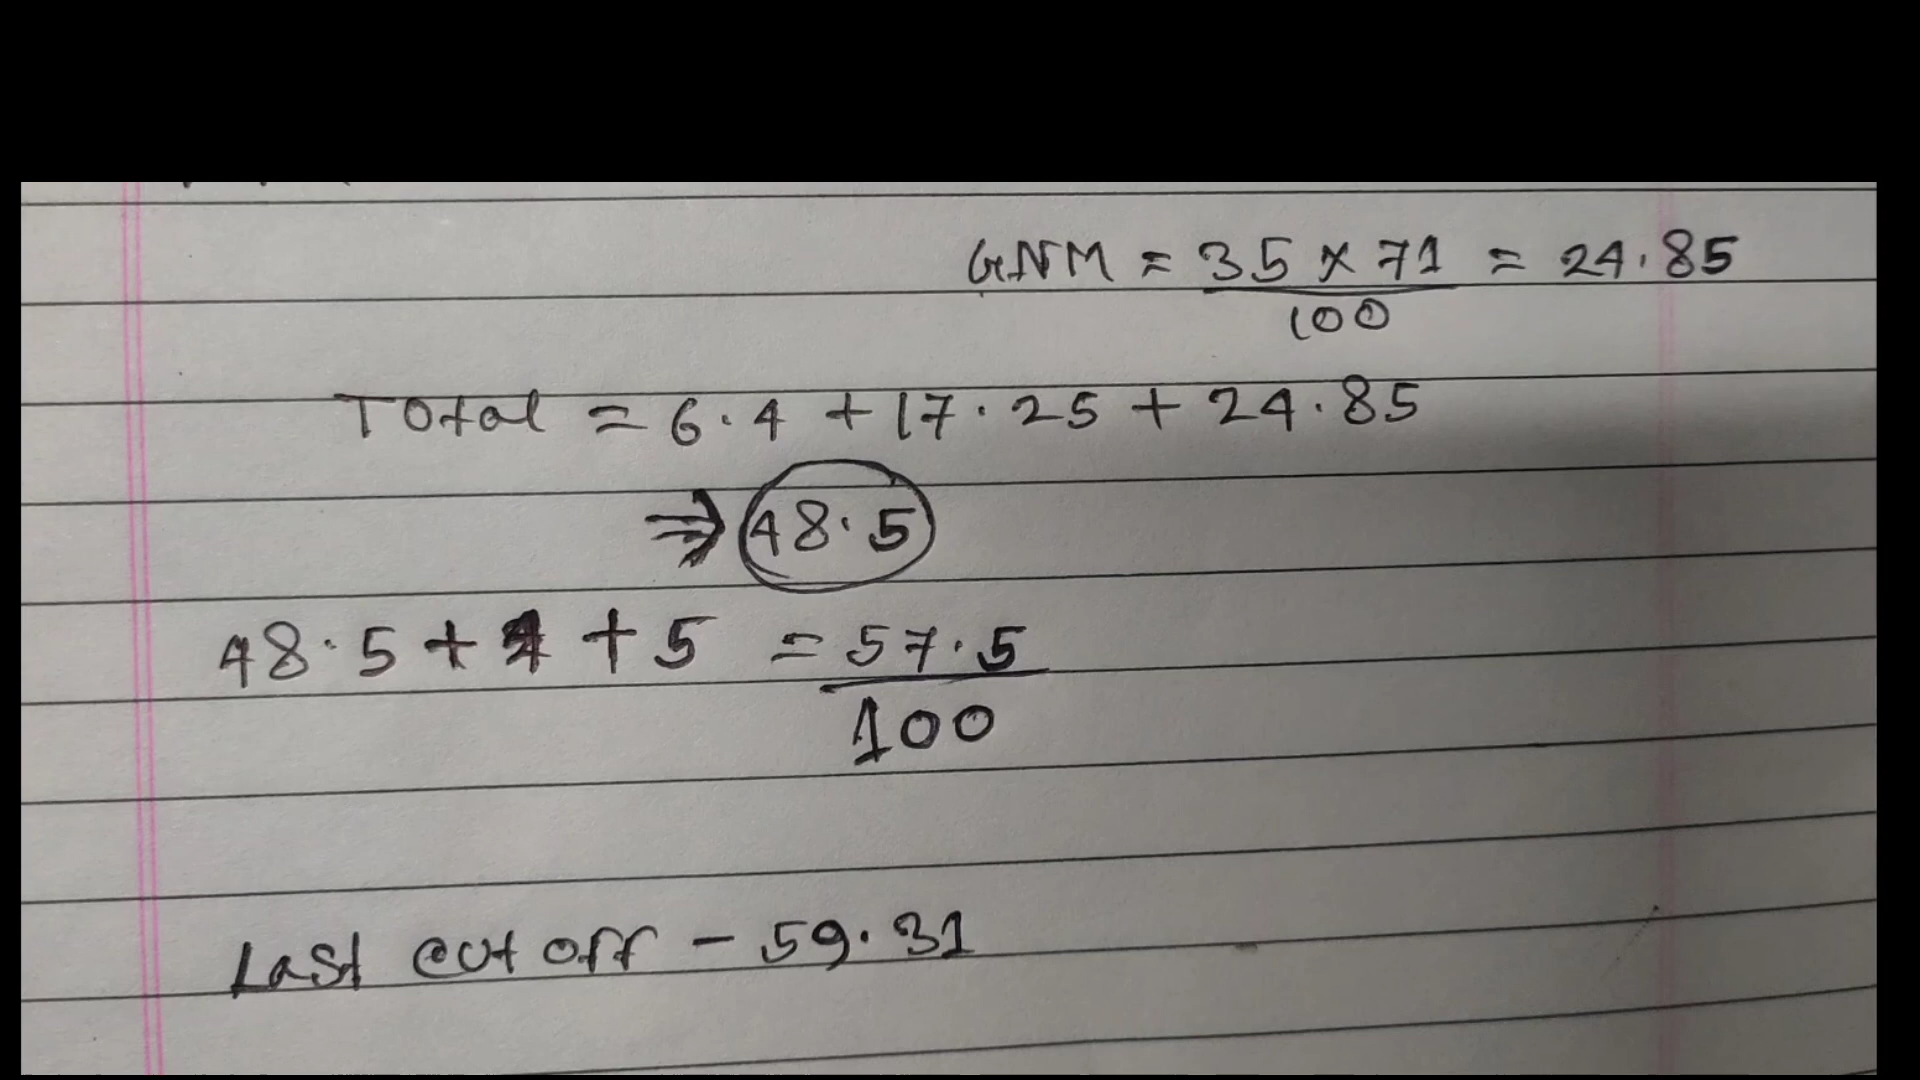 GNM = 35 × 71 = 24.85
100
Total = 6.4 + 17.25 + 24.85
⇒ 48.5
48.5 + 4 + 5 = 57.5
100
Last cut off - 59.31